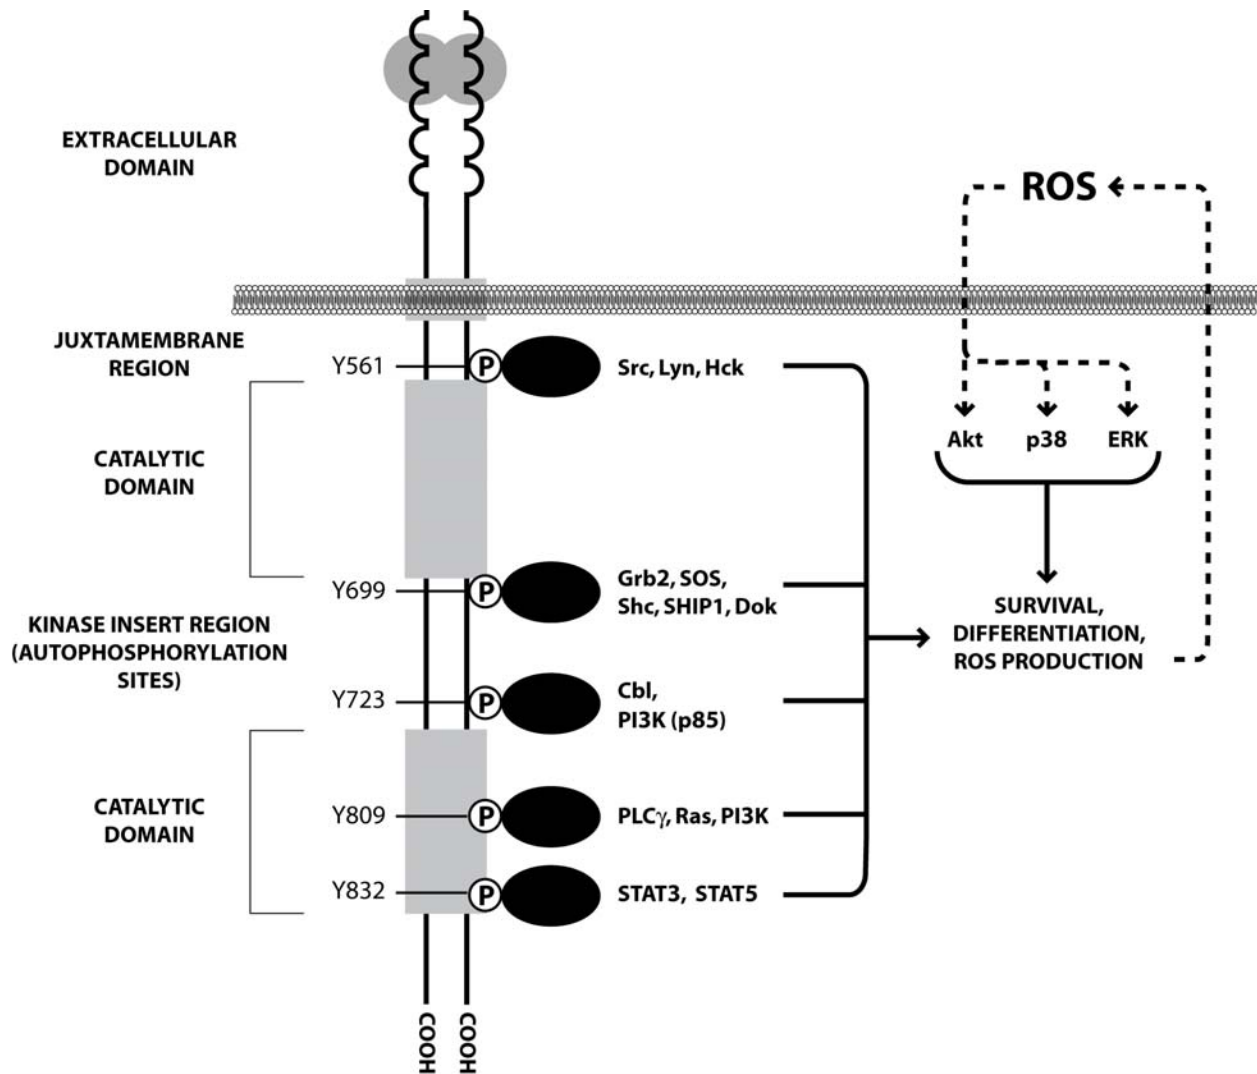 EXTRACELLULAR
DOMAIN
ROS
JUXTAMEMBRANE
REGION
Y561
P
Src, Lyn, Hck
CATALYTIC
DOMAIN
Akt
p38
ERK
Y699
P
Grb2, SOS,
Shc, SHIP1, Dok
KINASE INSERT REGION
(AUTOPHOSPHORYLATION
SITES)
SURVIVAL,
DIFFERENTIATION,
ROS PRODUCTION
Y723
P
Cbl,
PI3K (p85)
CATALYTIC
DOMAIN
Y809
P
PLCγ, Ras, PI3K
Y832
P
STAT3, STAT5
COOH
COOH